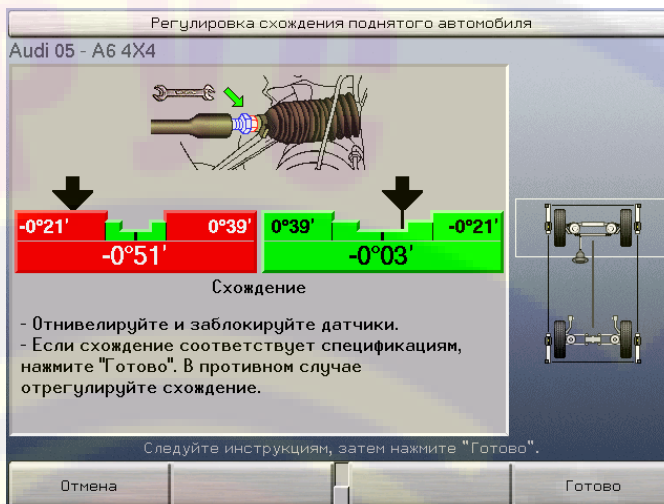 Регулировка схождения поднятого автомобиля
Audi 05 - A6 4X4
-0°21' 0°39' 0°39' -0°21'
-0°51' -0°03'
Схождение
- Отнивелируйте и заблокируйте датчики.
- Если схождение соответствует спецификациям,
нажмите "Готово". В противном случае
отрегулируйте схождение.
Следуйте инструкциям, затем нажмите "Готово".
Отмена Готово